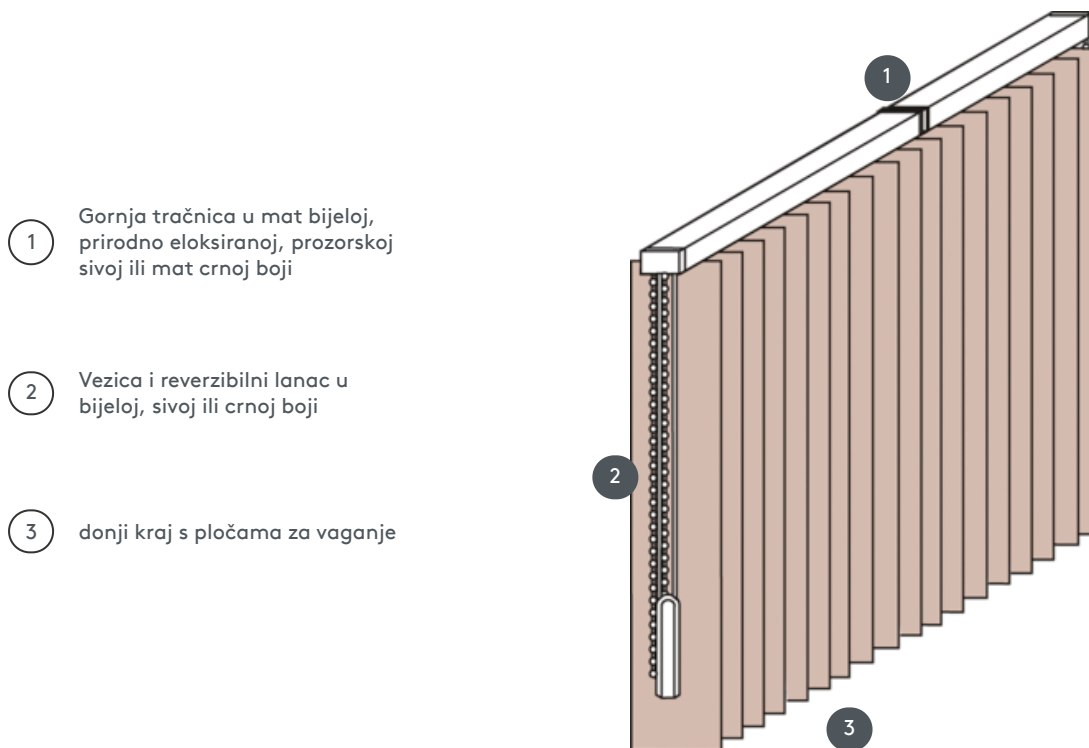 1
Gornja tračnica u mat bijeloj,
prirodno eloksiranoj, prozorskoj
sivoj ili mat crnoj boji
2
Vezica i reverzibilni lanac u
bijeloj, sivoj ili crnoj boji
3
donji kraj s pločama za vaganje
1
2
3